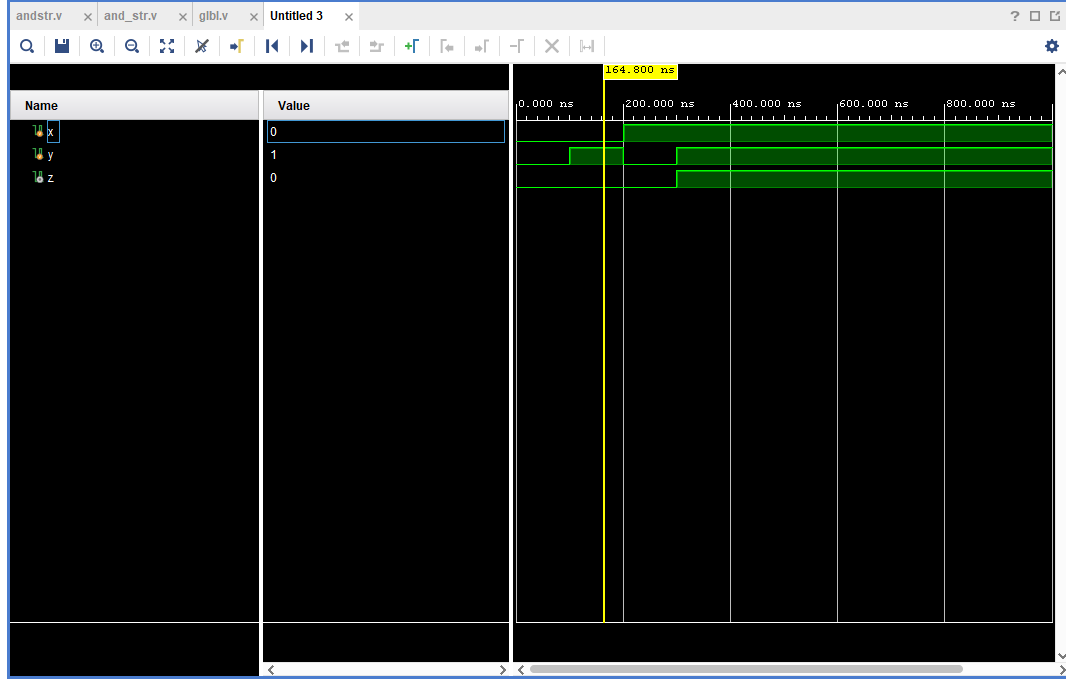 andstr.v and_str.v glbl.v Untitled 3
?
164.800 ns
Name Value
0.000 ns 200.000 ns 400.000 ns 600.000 ns 800.000 ns
x 0
y 1
z 0